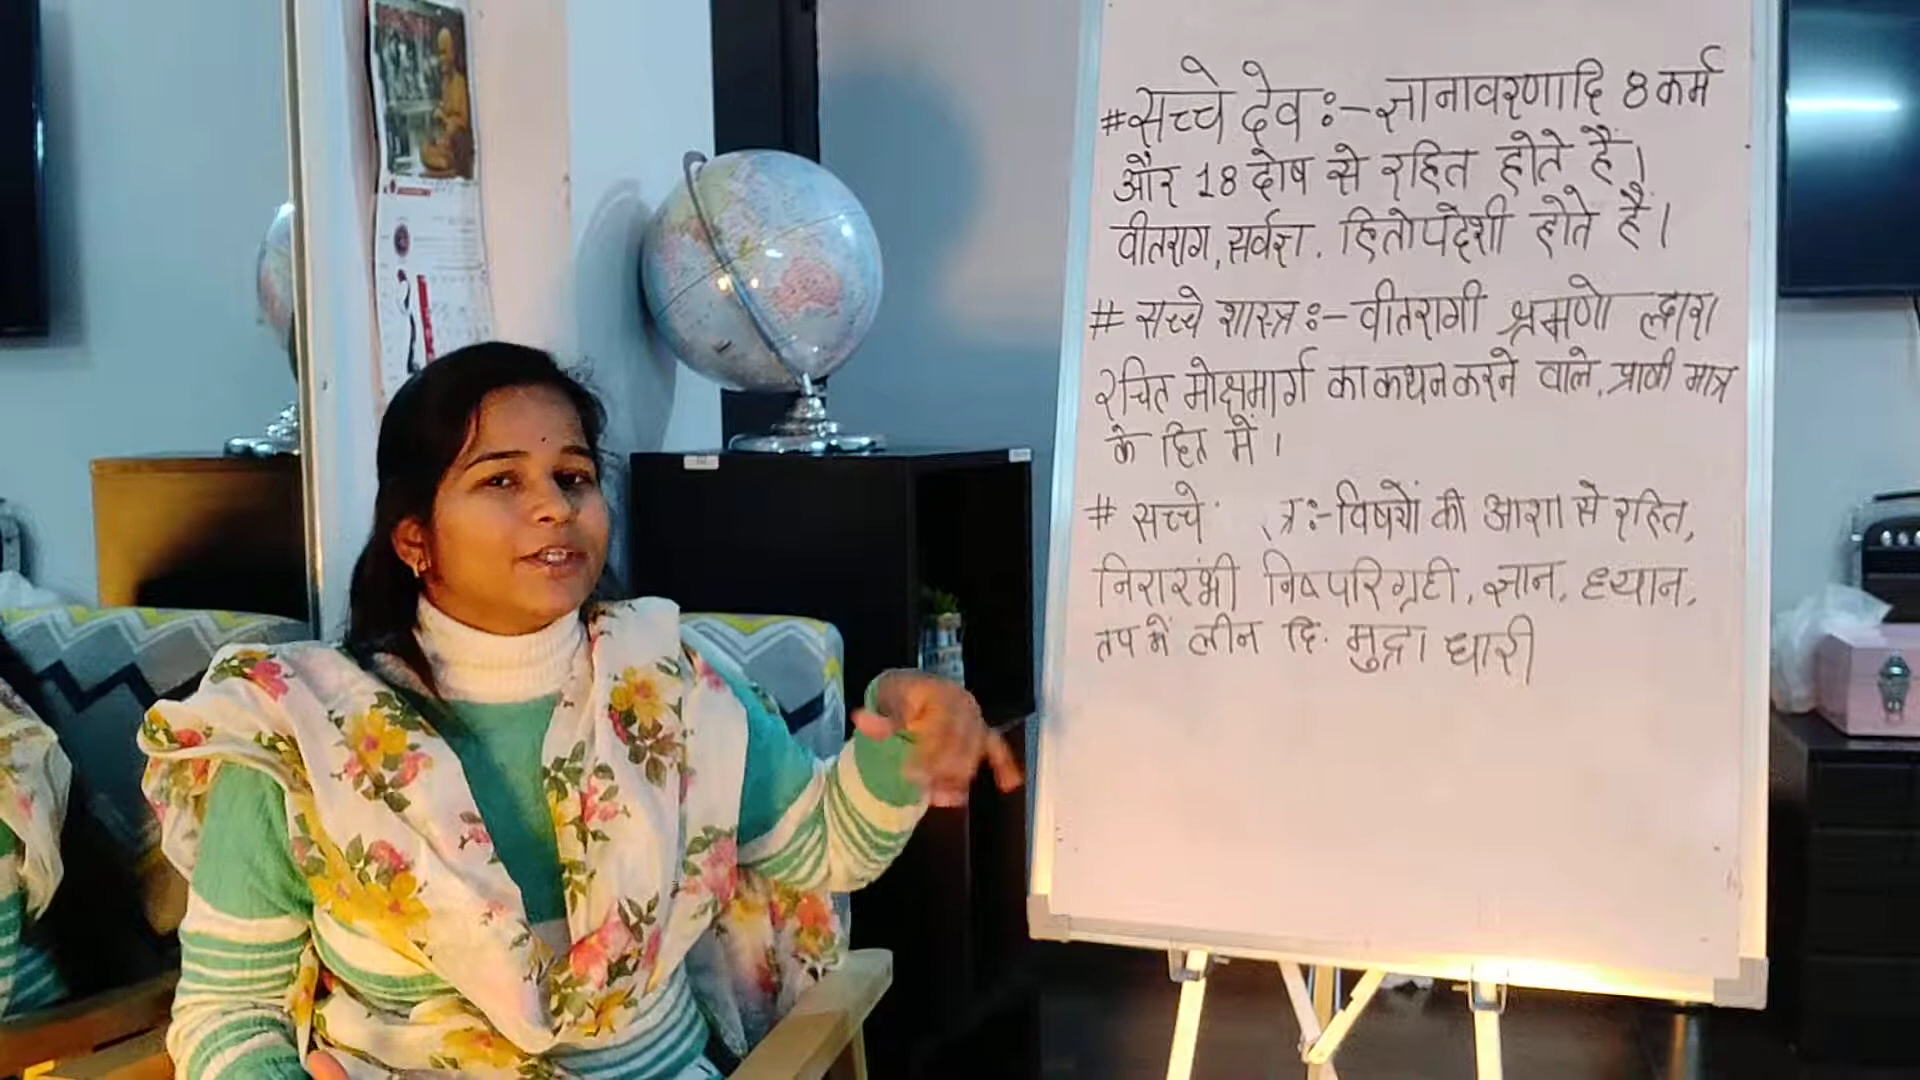 #सच्चे देव :- ज्ञानावरणादि 8 कर्म
और 18 दोष से रहित होते हैं।
वीतराग, सर्वज्ञ, हितोपदेशी होते हैं।
# सच्चे शास्त्र :- वीतरागी श्रमणो द्वारा
रचित मोक्षमार्ग का कथन करने वाले, प्राणी मात्र
के हित में।
# सच्चे :- विषयों की आशा से रहित,
निरारंभी निष्परिग्रही, ज्ञान, ध्यान,
तप में लीन दि. मुद्रा धारी